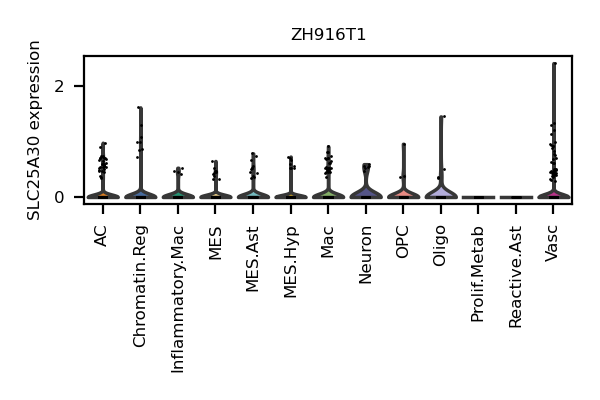 ZH916T1
SLC25A30 expression
2
0
AC
Chromatin.Reg
Inflammatory.Mac
MES
MES.Ast
MES.Hyp
Mac
Neuron
OPC
Oligo
Prolif.Metab
Reactive.Ast
Vasc